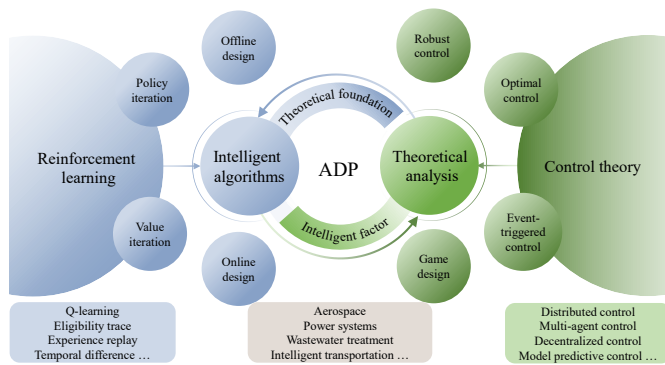 Offline
design
Robust
control
Policy
iteration
Optimal
control
Theoretical foundation
Reinforcement
learning
Intelligent
algorithms
ADP
Theoretical
analysis
Control theory
Value
iteration
Intelligent factor
Event-
triggered
control
Online
design
Game
design
Q-learning
Eligibility trace
Experience replay
Temporal difference ...
Aerospace
Power systems
Wastewater treatment
Intelligent transportation ...
Distributed control
Multi-agent control
Decentralized control
Model predictive control ...